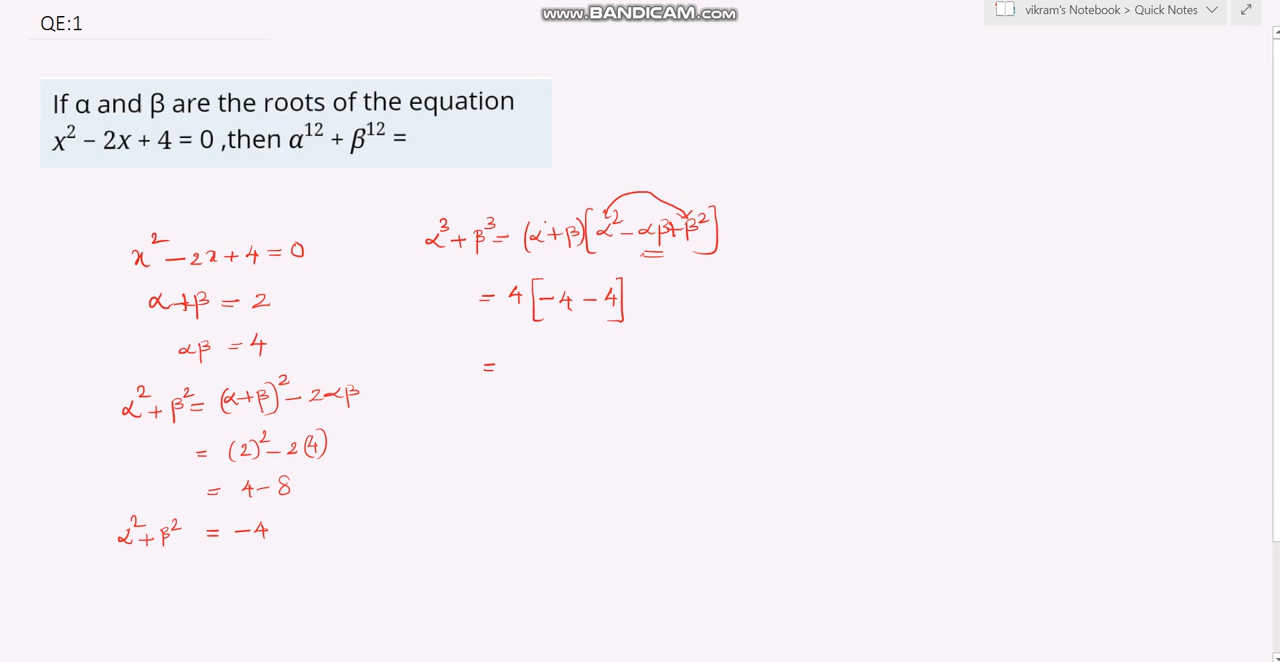 www.BANDICAM.com
vikram's Notebook > Quick Notes
QE:1
If α and β are the roots of the equation
x² − 2x + 4 = 0 ,then α¹² + β¹² =
x² − 2x + 4 = 0
α + β = 2
αβ = 4
α² + β² = (α+β)² − 2αβ
= (2)² − 2(4)
= 4 − 8
α² + β² = −4
α³ + β³ = (α+β)[α² − αβ + β²]
= 4[−4 − 4]
=